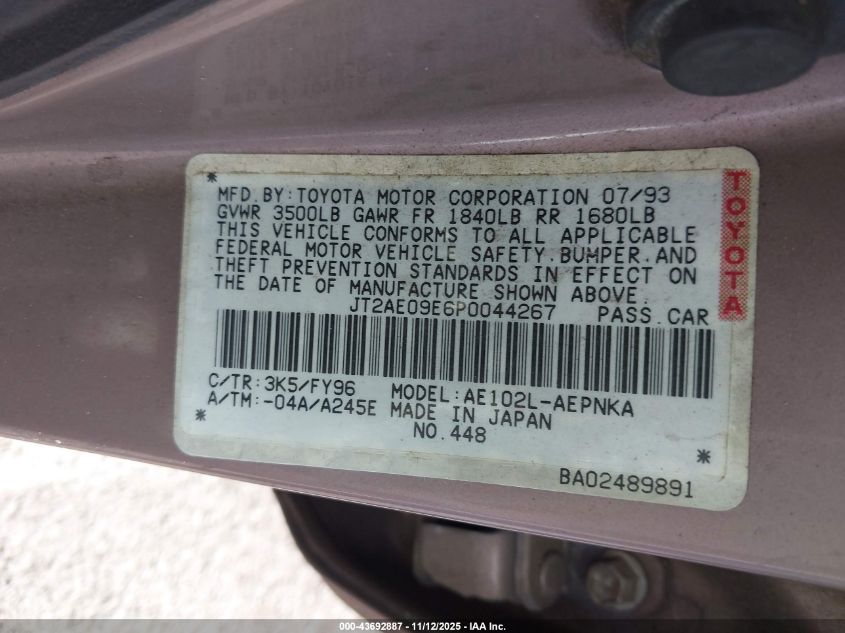 MFD.BY:TOYOTA MOTOR CORPORATION 07/93
GVWR 3500LB GAWR FR 1840LB RR 1680LB
THIS VEHICLE CONFORMS TO ALL APPLICABLE
FEDERAL MOTOR VEHICLE SAFETY.BUMPER.AND
THEFT PREVENTION STANDARDS IN EFFECT ON
THE DATE OF MANUFACTURE SHOWN ABOVE.
JT2AE09E6P0044267 PASS.CAR
C/TR:3K5/FY96 MODEL:AE102L-AEPNKA
A/TM:-04A/A245E MADE IN JAPAN
NO.448
BA02489891
TOYOTA
000-43692887 - 11/12/2025 - IAA Inc.